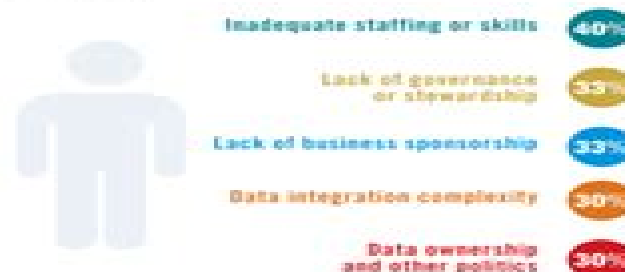 Inadequate staffing or skills 40%
Lack of governance
or stewardship 35%
Lack of business sponsorship 33%
Data integration complexity 30%
Data ownership
and other politics 30%